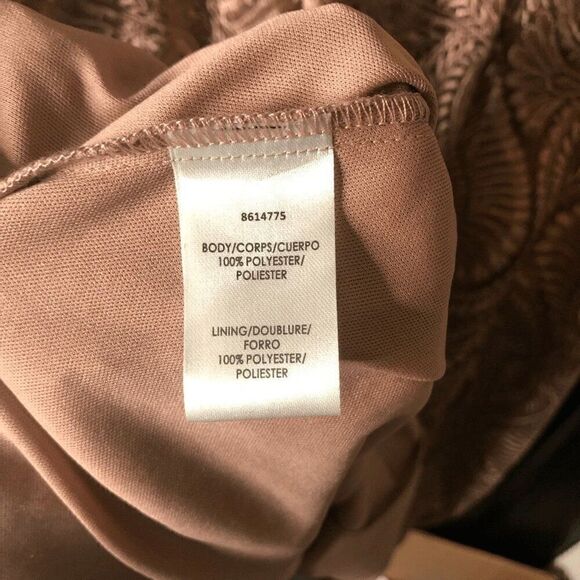 8614775
BODY/CORPS/CUERPO
100% POLYESTER/
POLIESTER
LINING/DOUBLURE/
FORRO
100% POLYESTER/
POLIESTER